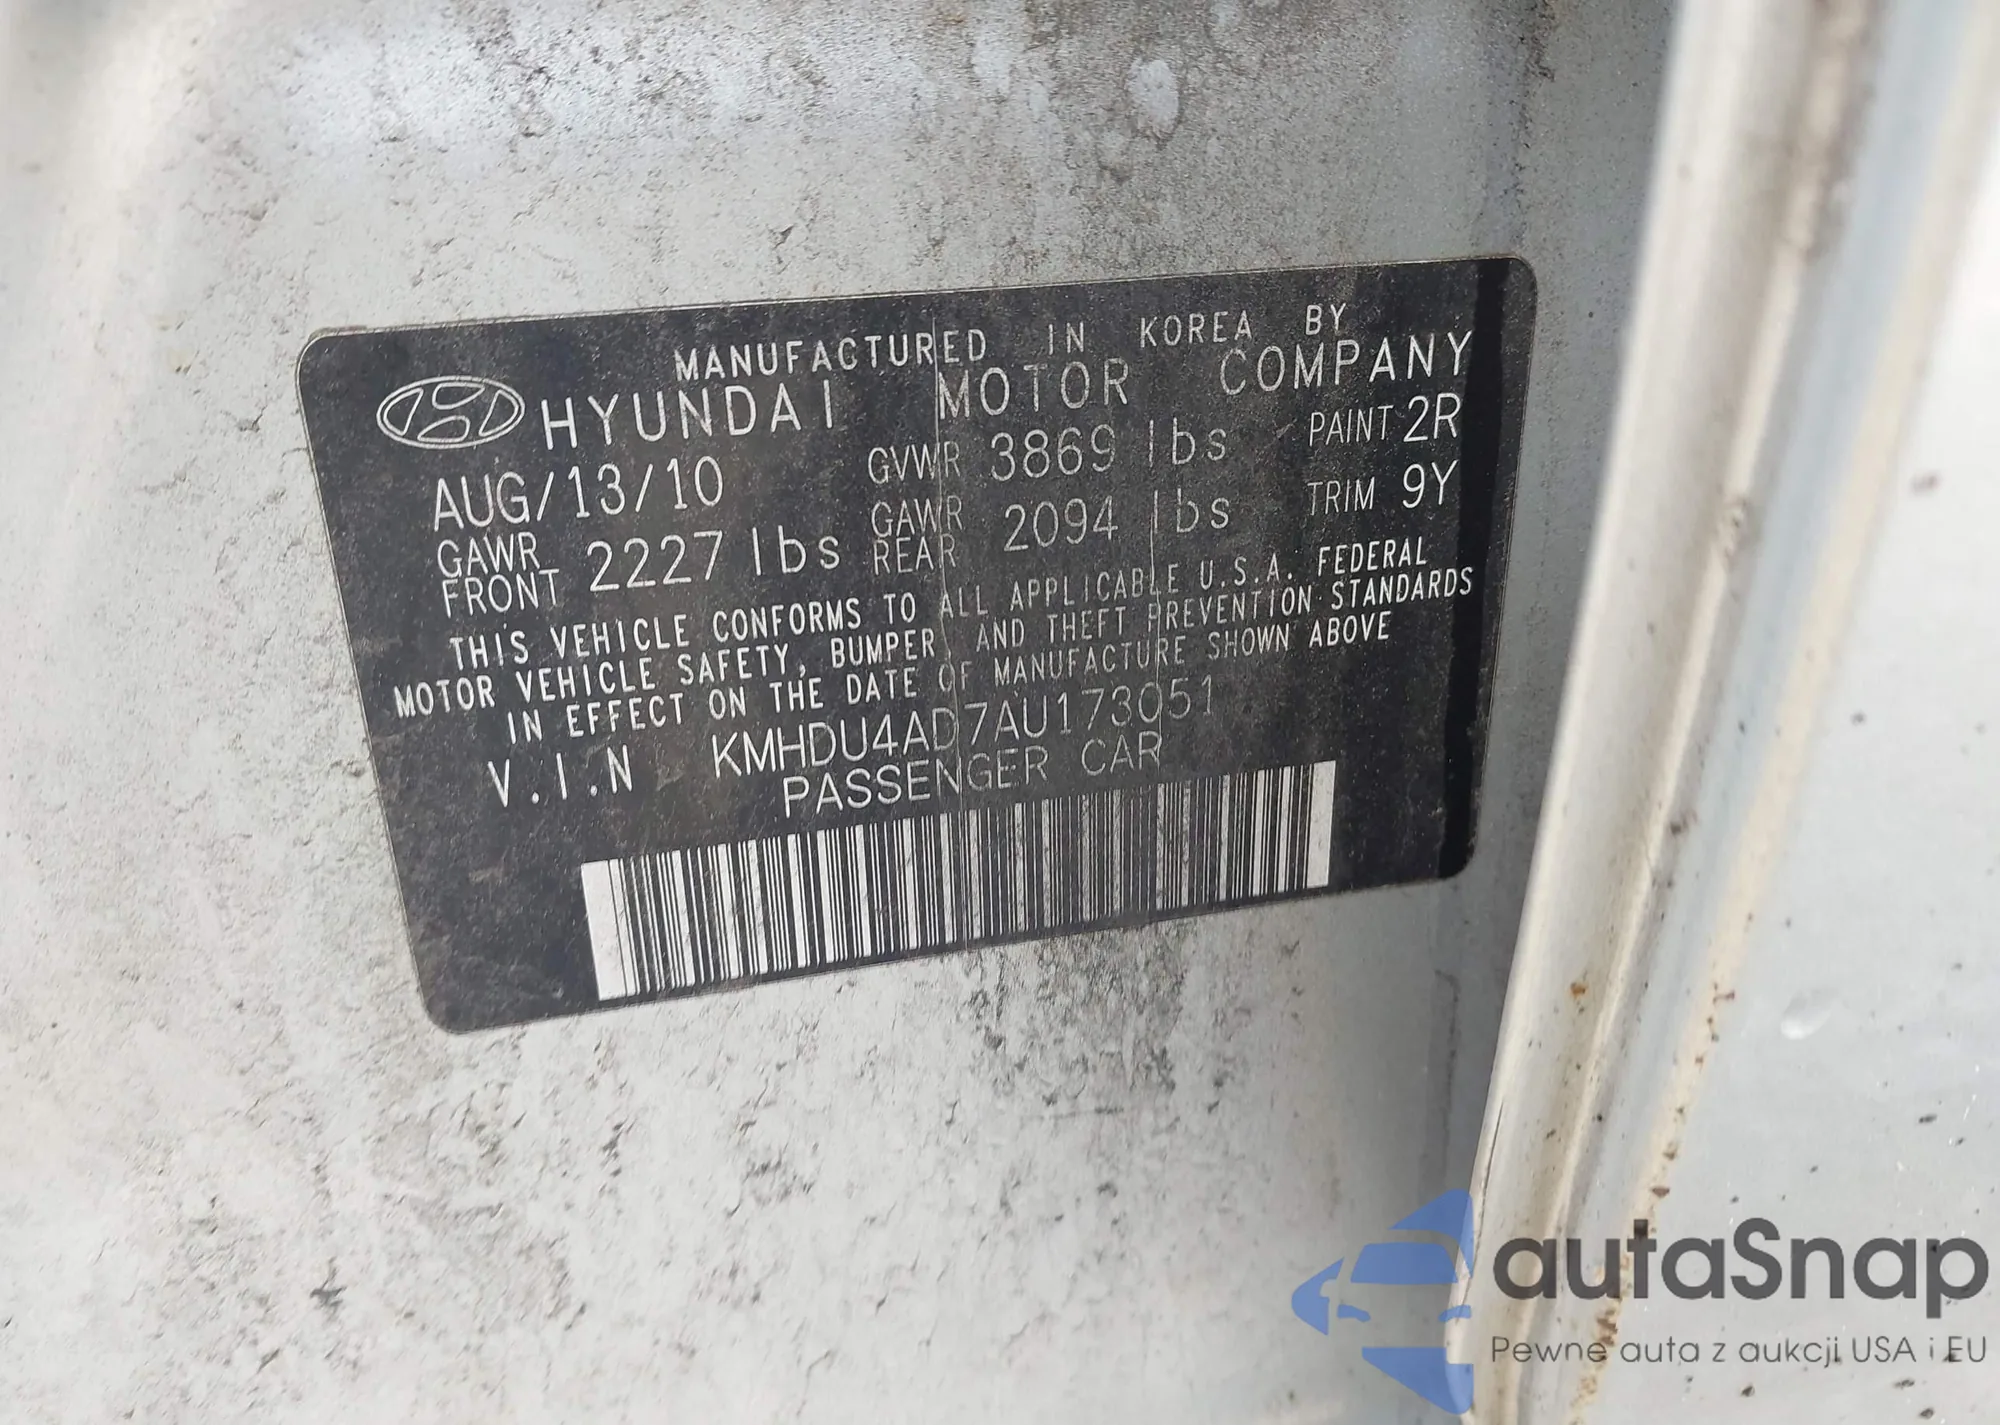 MANUFACTURED IN KOREA BY
HYUNDAI MOTOR COMPANY
AUG/13/10 GVWR 3869 lbs PAINT 2R
GAWR FRONT 2227 lbs GAWR REAR 2094 lbs TRIM 9Y
THIS VEHICLE CONFORMS TO ALL APPLICABLE U.S.A. FEDERAL
MOTOR VEHICLE SAFETY, BUMPER AND THEFT PREVENTION STANDARDS
IN EFFECT ON THE DATE OF MANUFACTURE SHOWN ABOVE
V.I.N KMHDU4AD7AU173051
PASSENGER CAR
autaSnap
Pewne auta z aukcji USA i EU